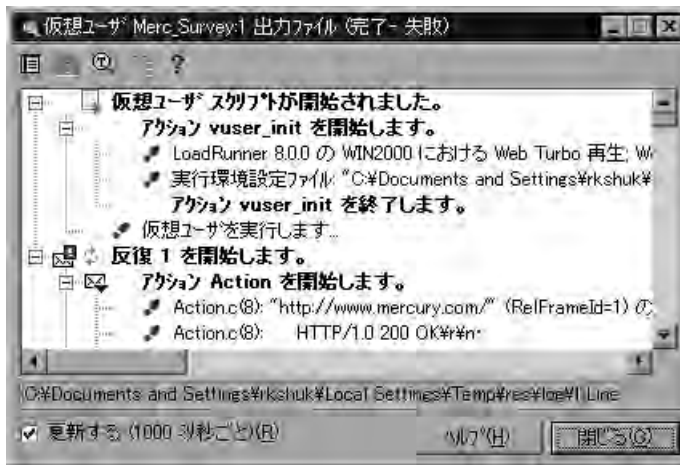 仮想ユーザ Merc_Survey:1 出力ファイル (完了- 失敗)
仮想ユーザ スクリプトが開始されました。
アクション vuser_init を開始します。
LoadRunner 8.0.0 の WIN2000 における Web Turbo 再生; We
実行環境設定ファイル: "C:¥Documents and Settings¥rkshuk¥
アクション vuser_init を終了します。
仮想ユーザを実行します...
反復 1 を開始します。
アクション Action を開始します。
Action.c(8): "http://www.mercury.com/" (RelFrameId=1) の
Action.c(8): HTTP/1.0 200 OK¥r¥n
C:¥Documents and Settings¥rkshuk¥Local Settings¥Temp¥res¥log¥
更新する (1000 ミリ秒ごと)(R)
ヘルプ(H)
閉じる(C)